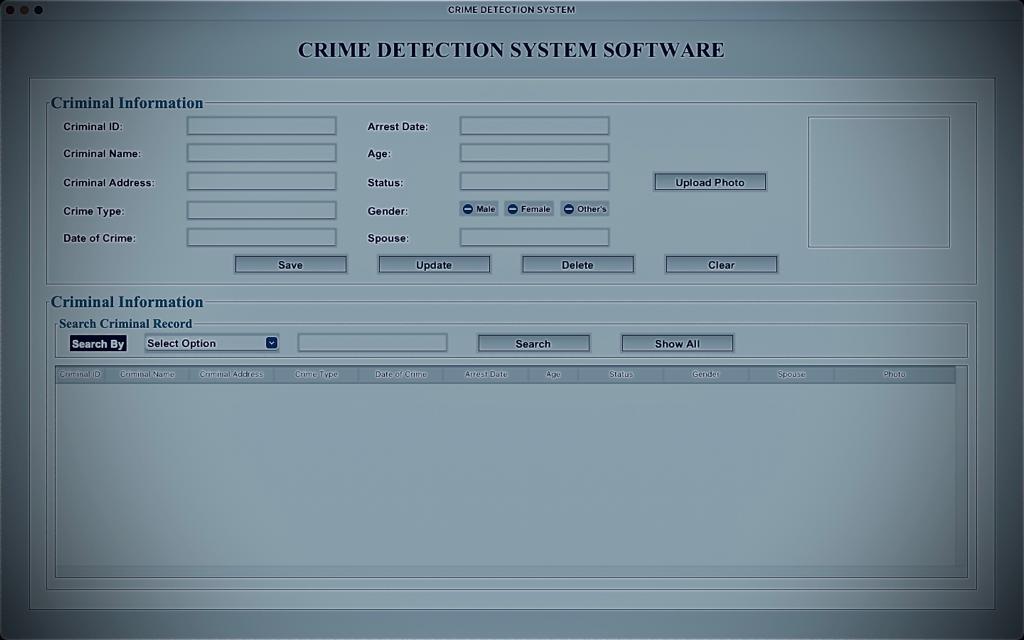 CRIME DETECTION SYSTEM
CRIME DETECTION SYSTEM SOFTWARE
Criminal Information
Criminal ID: Arrest Date:
Criminal Name: Age:
Criminal Address: Status: Upload Photo
Crime Type: Gender: Male Female Other's
Date of Crime: Spouse:
Save Update Delete Clear
Criminal Information
Search Criminal Record
Search By Select Option Search Show All
Criminal ID Criminal Name Criminal Address Crime Type Date of Crime Arrest Date Age Status Gender Spouse Photo